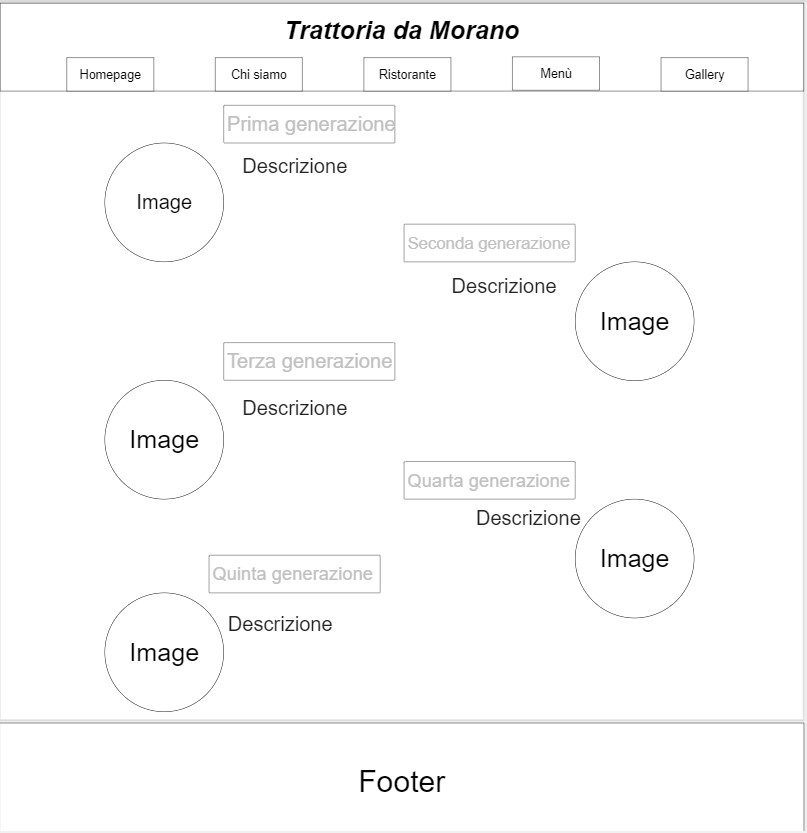 Trattoria da Morano
Homepage
Chi siamo
Ristorante
Menù
Gallery
Prima generazione
Descrizione
Image
Seconda generazione
Descrizione
Image
Terza generazione
Descrizione
Image
Quarta generazione
Descrizione
Image
Quinta generazione
Descrizione
Image
Footer